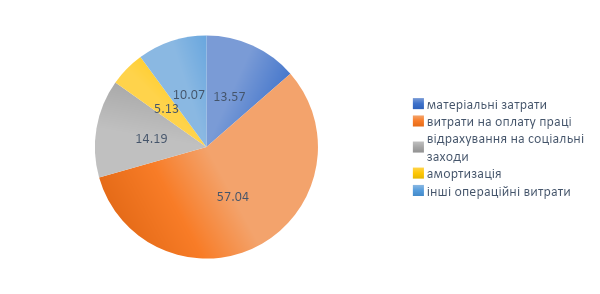 10.07
13.57
5.13
14.19
57.04
матеріальні затрати
витрати на оплату праці
відрахування на соціальні
заходи
амортизація
інші операційні витрати